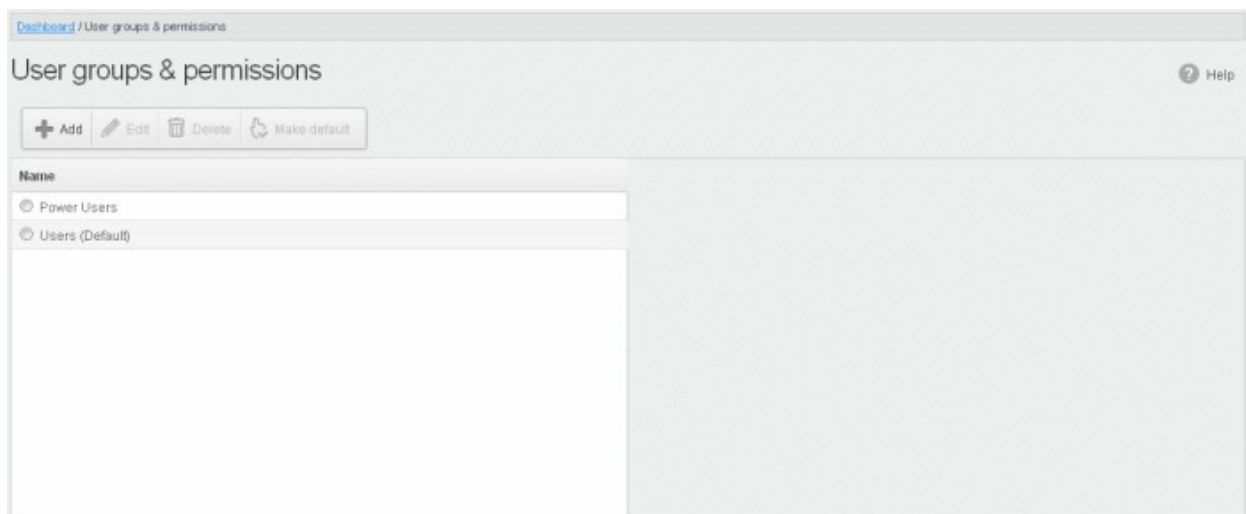 Dashboard / User groups & permissions
User groups & permissions
? Help
Add Edit Delete Make default
Name
Power Users
Users (Default)